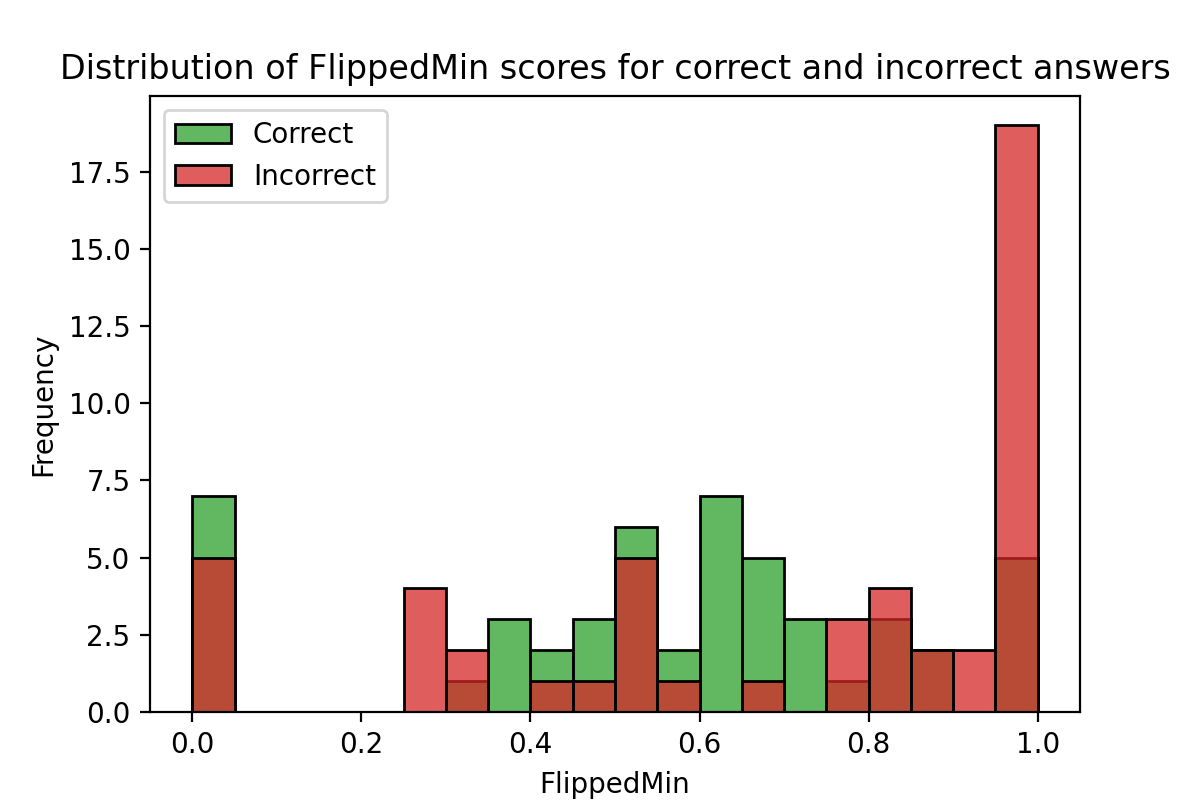 Distribution of FlippedMin scores for correct and incorrect answers
Correct
Incorrect
17.5
15.0
12.5
10.0
7.5
5.0
2.5
0.0
Frequency
0.0 0.2 0.4 0.6 0.8 1.0
FlippedMin